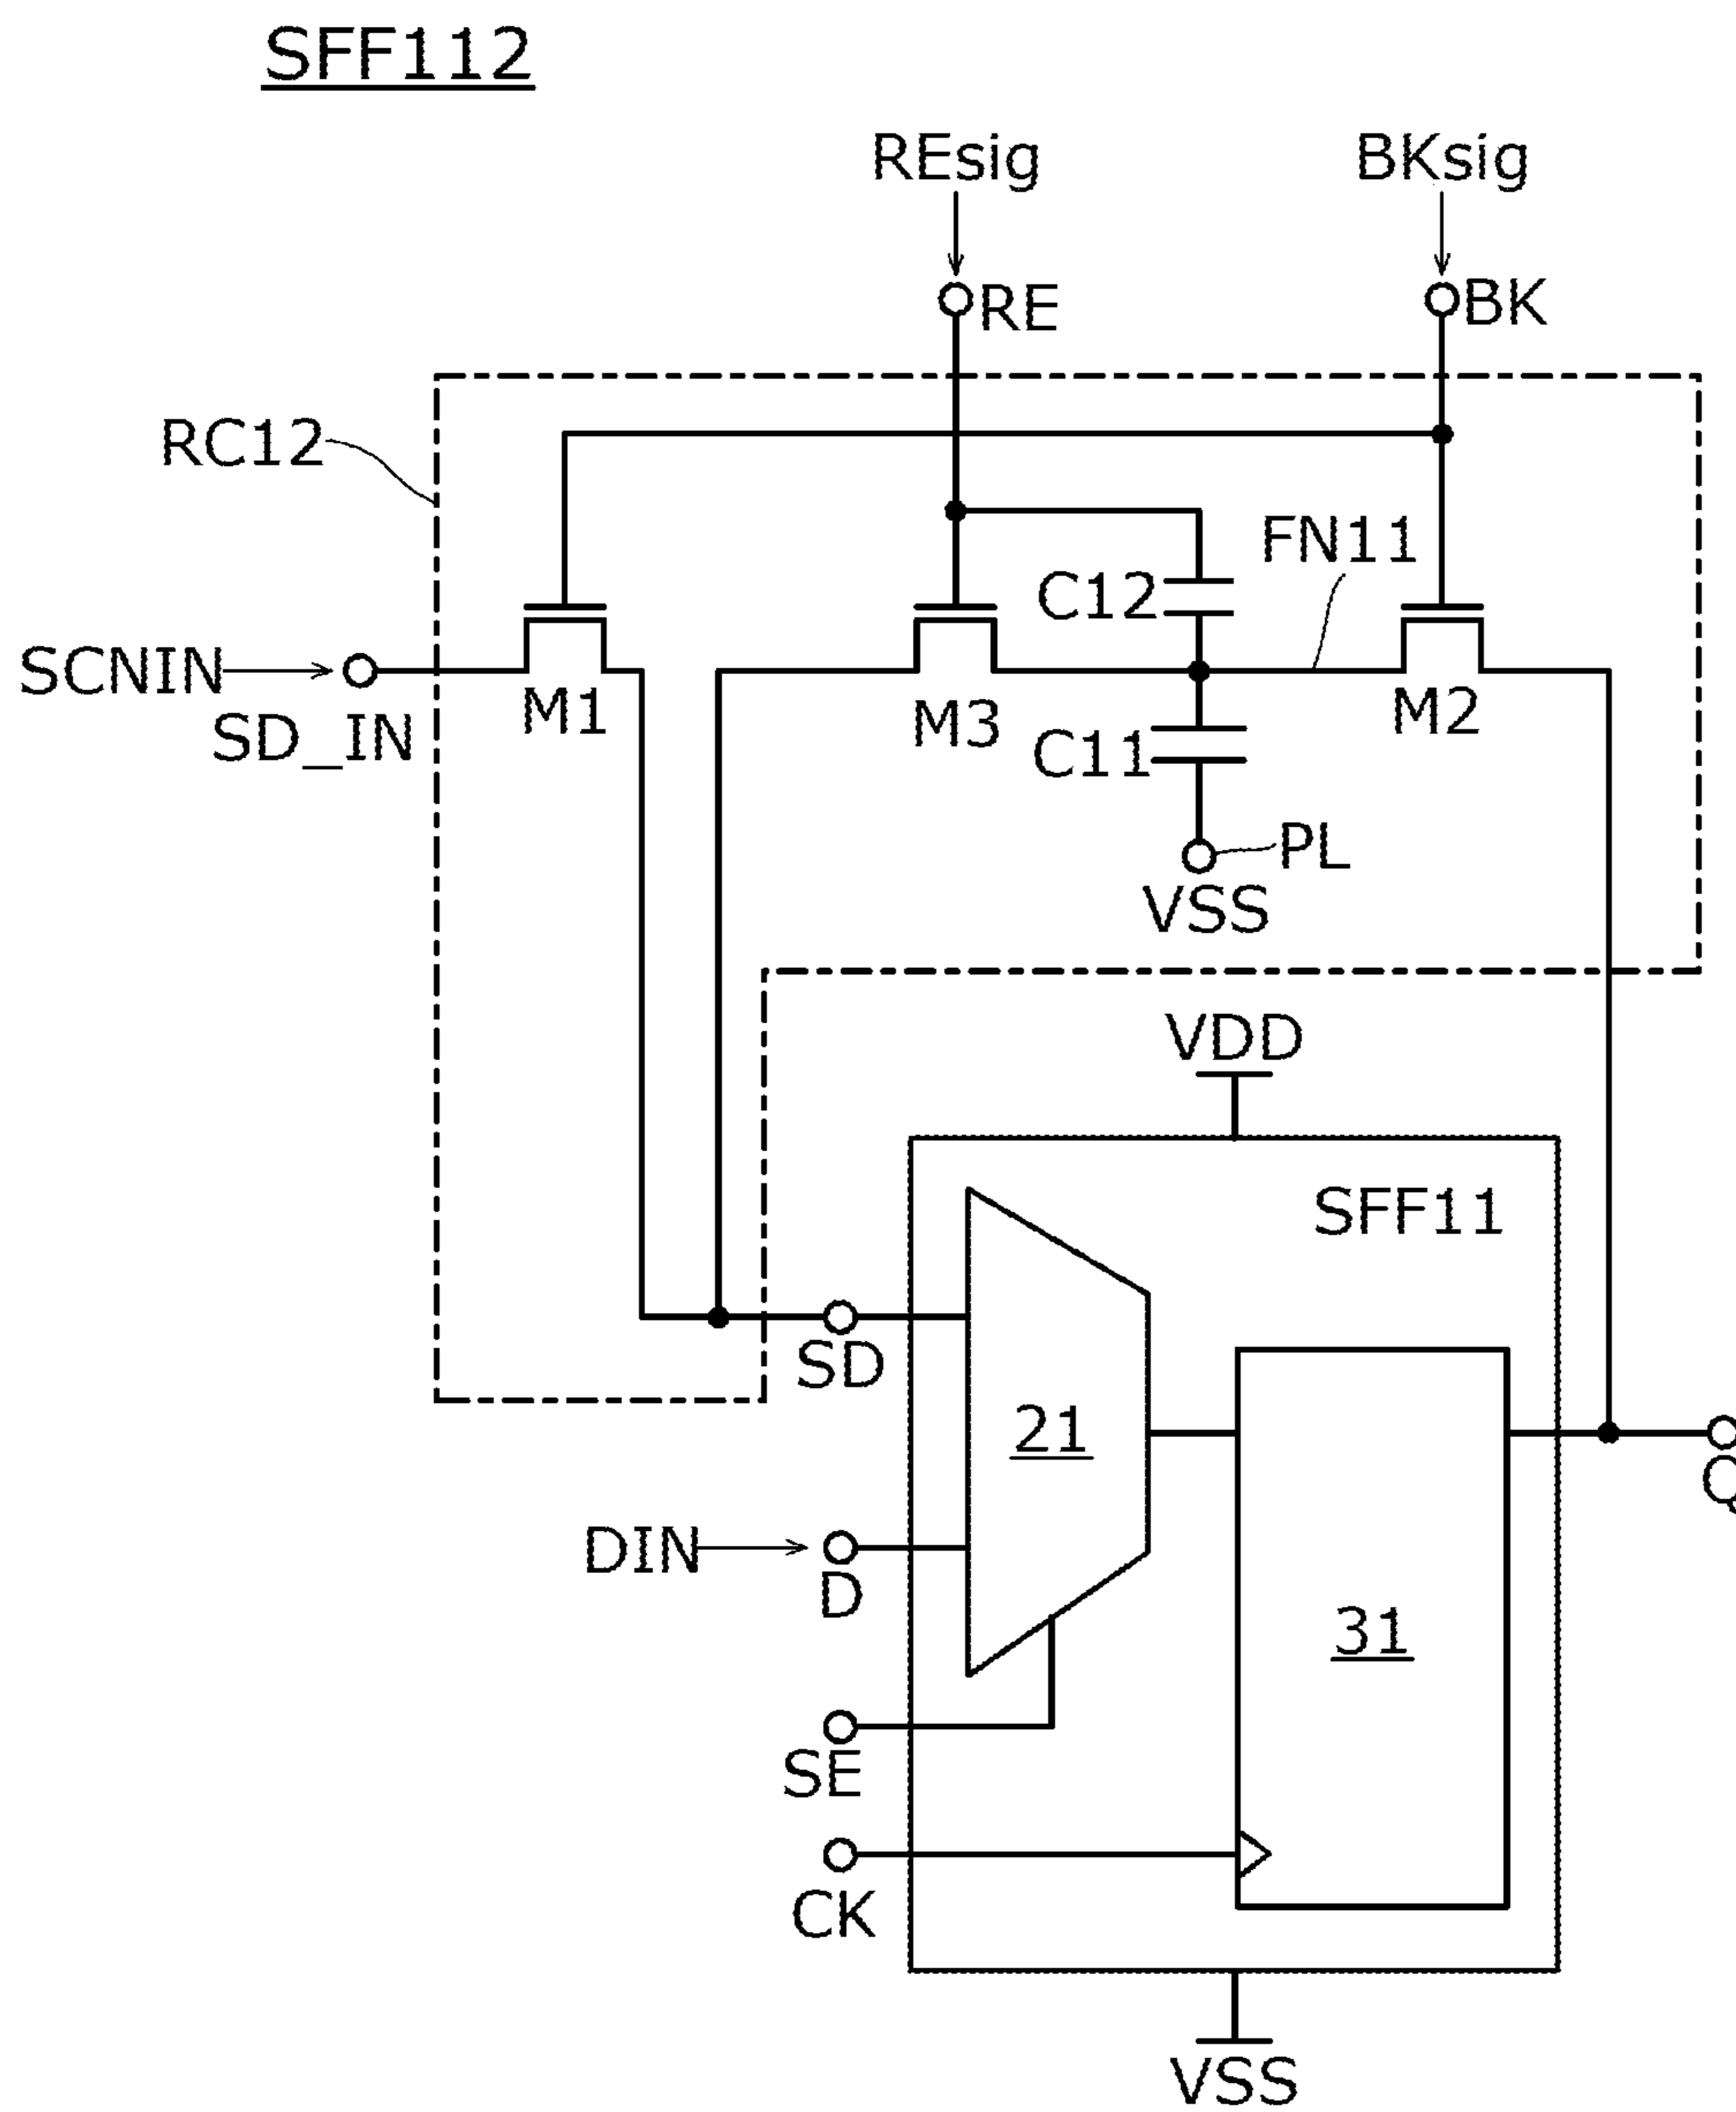 SFF112
REsig
BKsig
RE
BK
RC12
FN11
C12
SCNIN
SD_IN
M1
M3
M2
C11
PL
VSS
VDD
SFF11
SD
21
Q
DIN
D
31
SE
CK
VSS